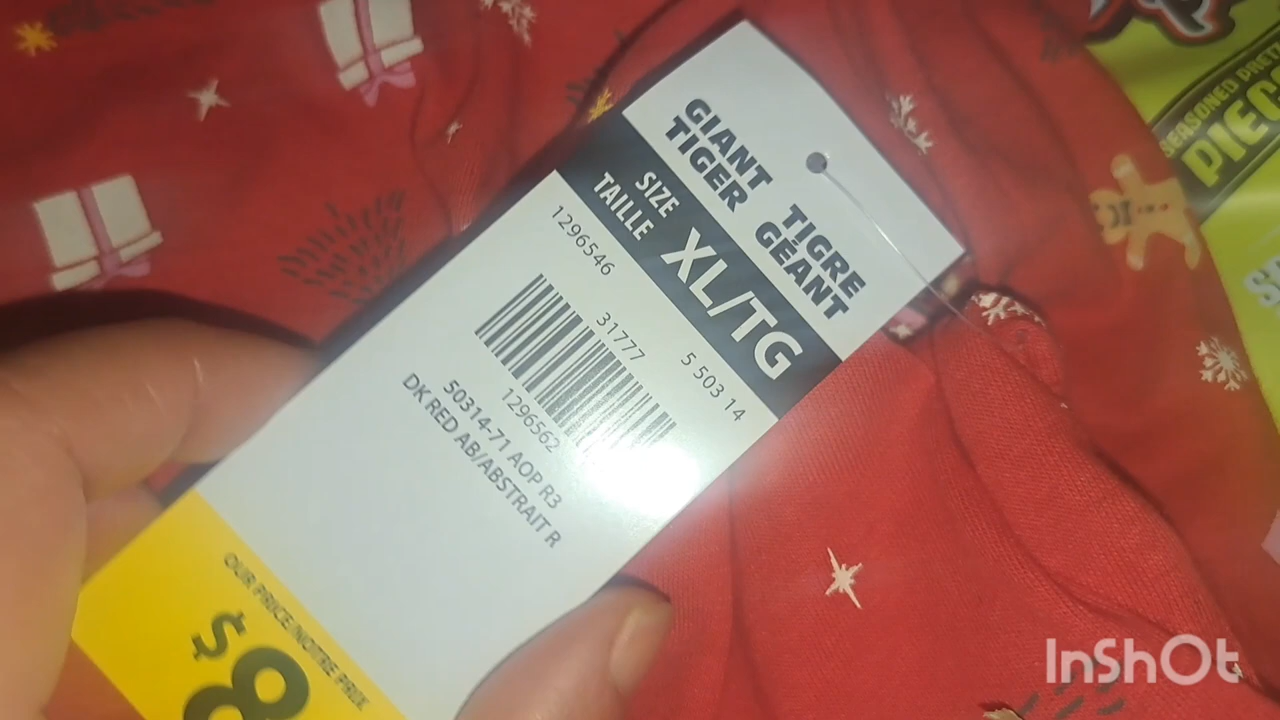 GIANT
TIGER
TIGRE
GÉANT
SIZE
TAILLE
XL/TG
1296546
31777
5 503 14
1296562
50314-71 AOP R3
DK RED AB/ABSTRAIT R
OUR PRICE/NOTRE PRIX
$8
SEASONED PRET
PIEC
InShOt